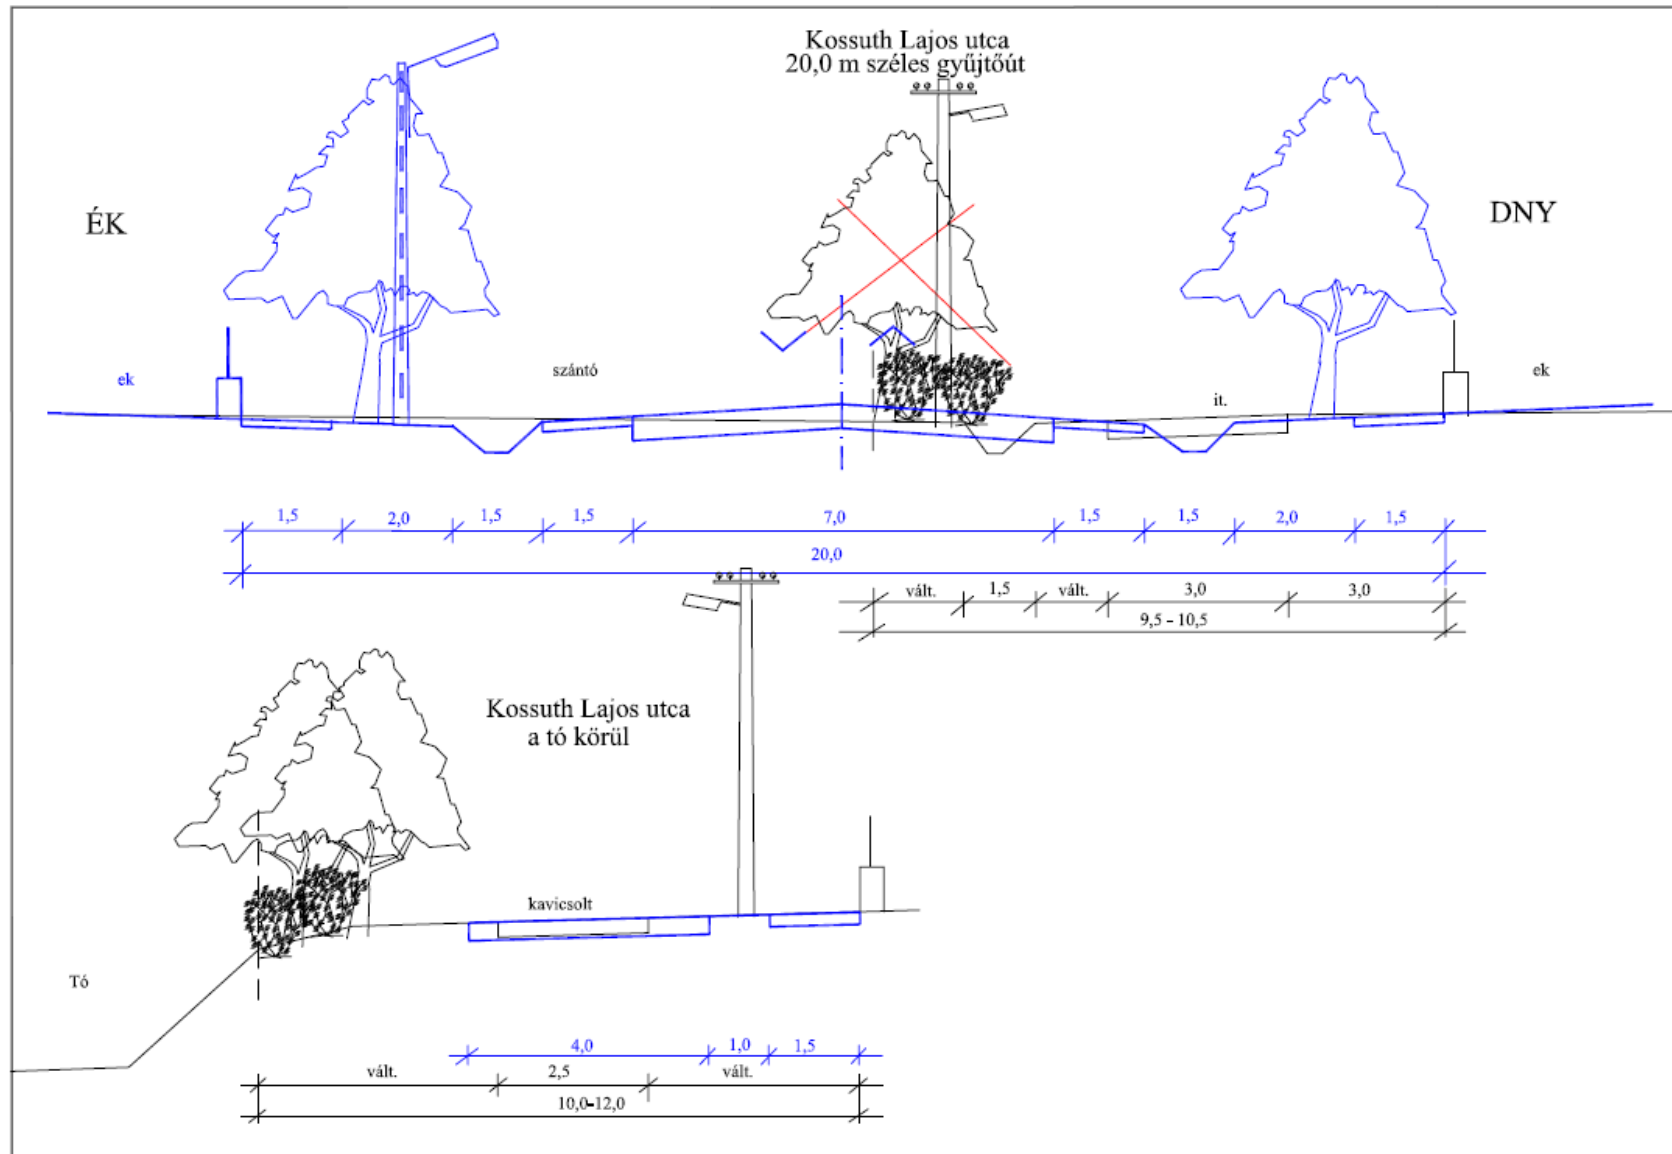 Kossuth Lajos utca
20,0 m széles gyűjtőút
ÉK
DNY
ek
szántó
it.
ek
1,5 2,0 1,5 1,5 7,0 1,5 1,5 2,0 1,5
20,0
vált. 1,5 vált. 3,0 3,0
9,5 - 10,5
Kossuth Lajos utca
a tó körül
kavicsolt
Tó
4,0 1,0 1,5
vált. 2,5 vált.
10,0-12,0